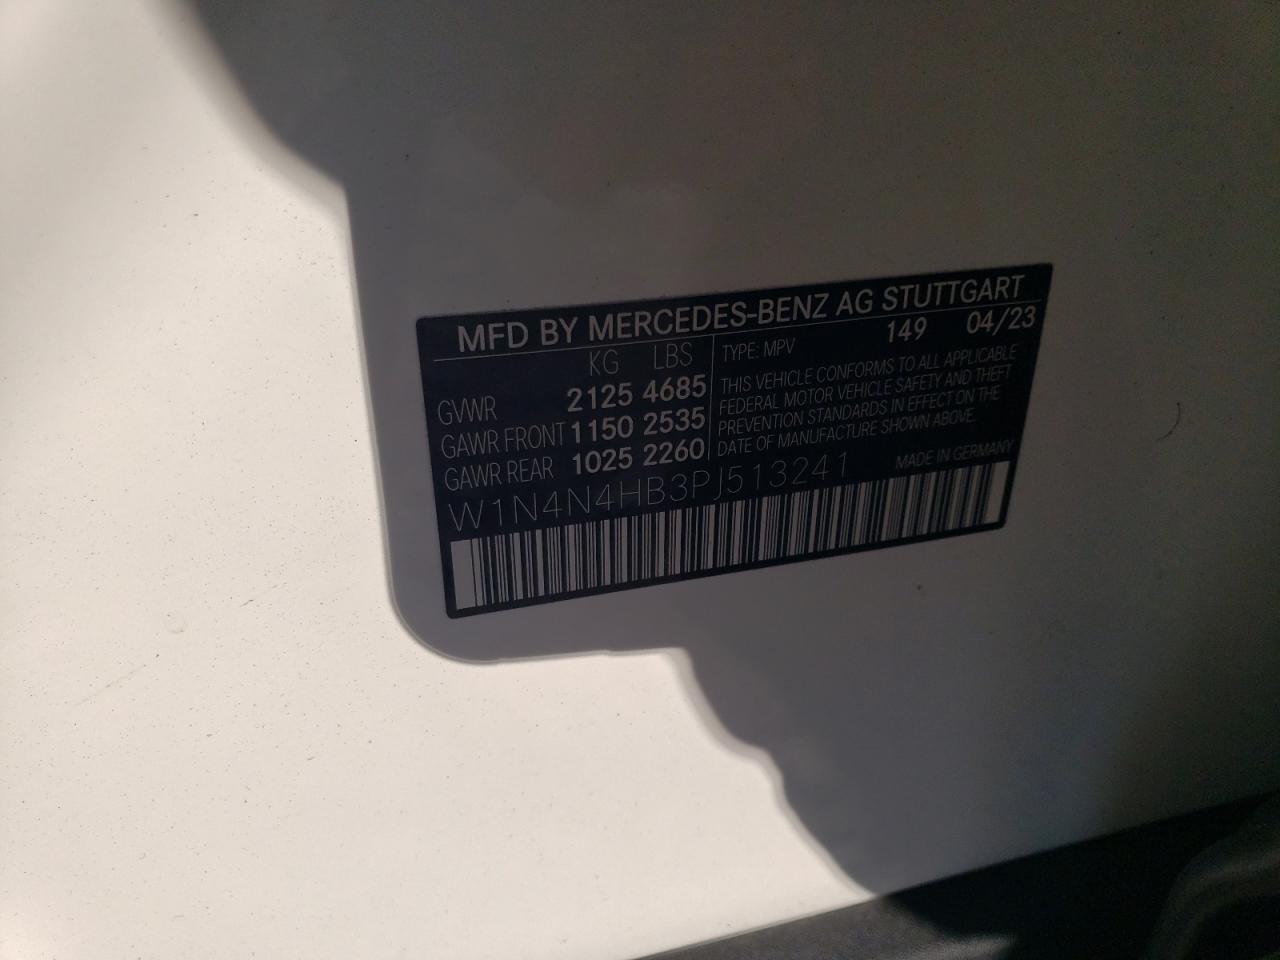 MFD BY MERCEDES-BENZ AG STUTTGART
KG LBS
GVWR 2125 4685
GAWR FRONT 1150 2535
GAWR REAR 1025 2260
TYPE: MPV 149 04/23
THIS VEHICLE CONFORMS TO ALL APPLICABLE
FEDERAL MOTOR VEHICLE SAFETY AND THEFT
PREVENTION STANDARDS IN EFFECT ON THE
DATE OF MANUFACTURE SHOWN ABOVE.
W1N4N4HB3PJ513241 MADE IN GERMANY